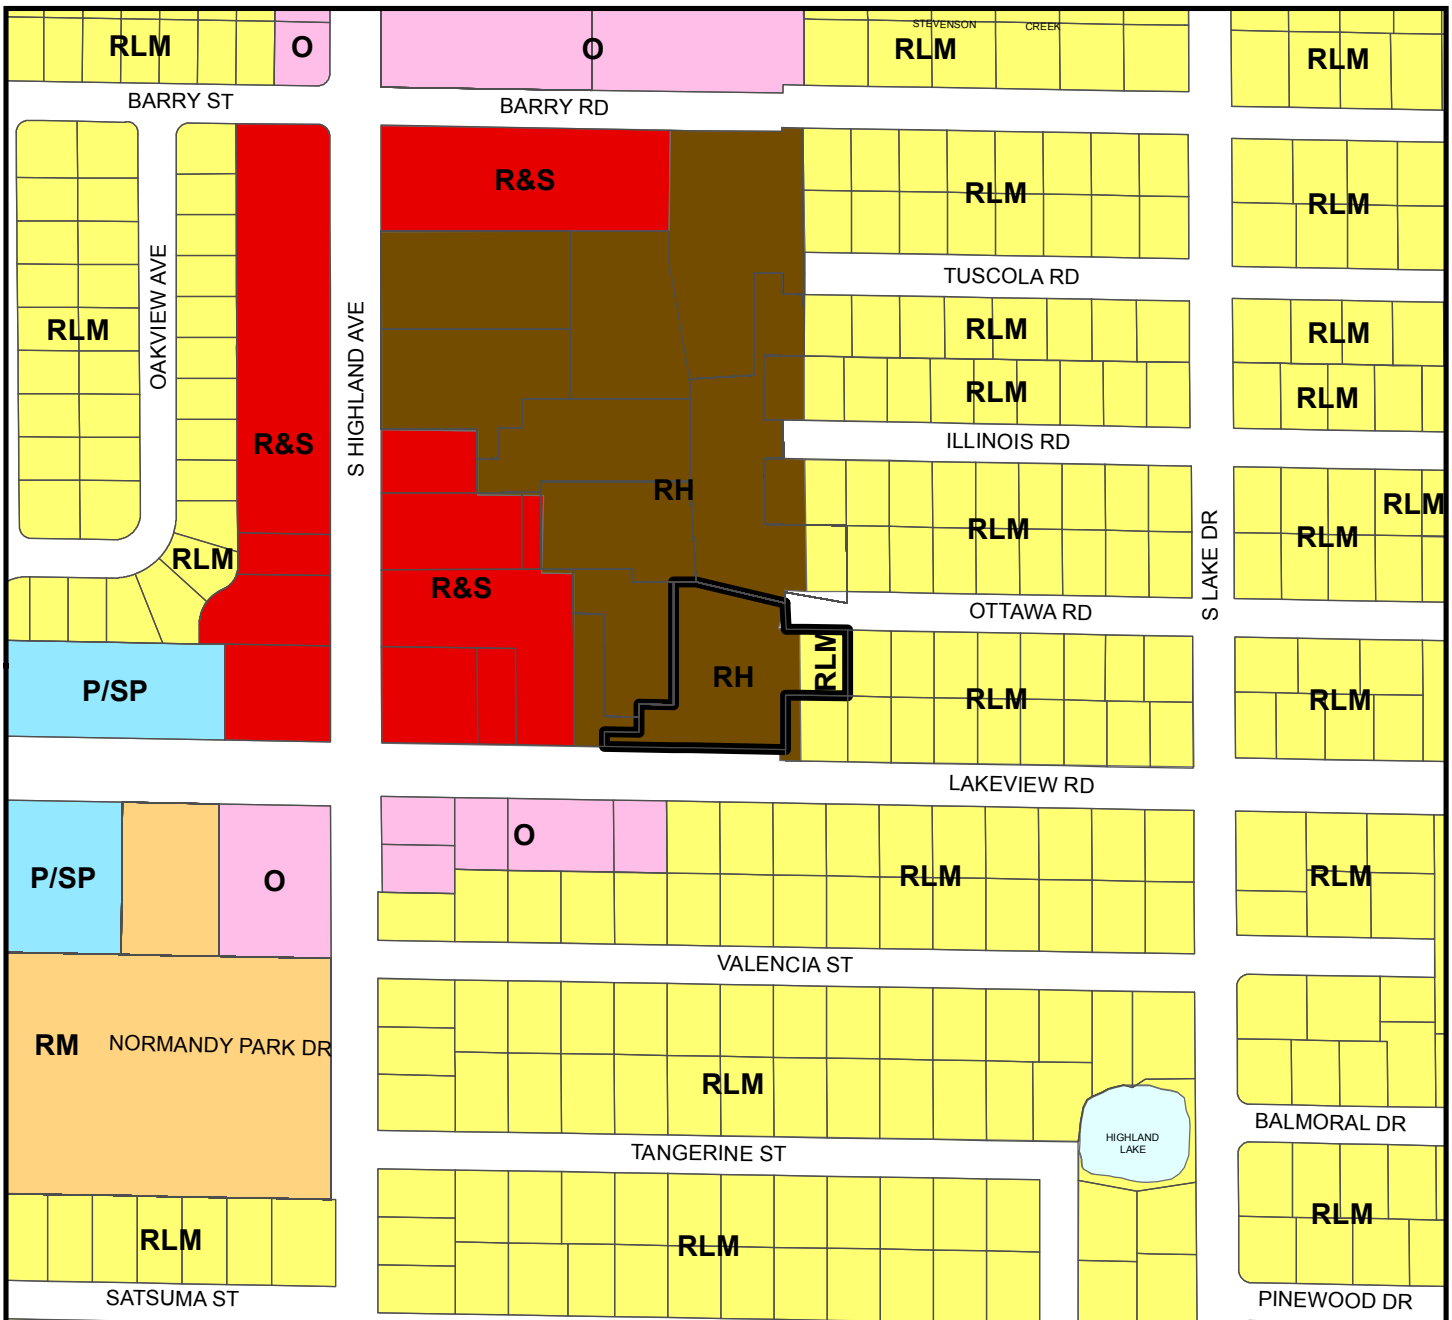 STEVENSON CREEK
RLM
O
O
RLM
RLM
BARRY ST
BARRY RD
R&S
RLM
RLM
OAKVIEW AVE
TUSCOLA RD
RLM
S HIGHLAND AVE
RLM
RLM
RLM
RLM
R&S
ILLINOIS RD
RH
RLM
RLM
RLM
RLM
S LAKE DR
R&S
OTTAWA RD
RLM
P/SP
RH
RLM
RLM
LAKEVIEW RD
O
P/SP
O
RLM
RLM
VALENCIA ST
RM
NORMANDY PARK DR
RLM
HIGHLAND
LAKE
BALMORAL DR
TANGERINE ST
RLM
RLM
RLM
SATSUMA ST
PINEWOOD DR